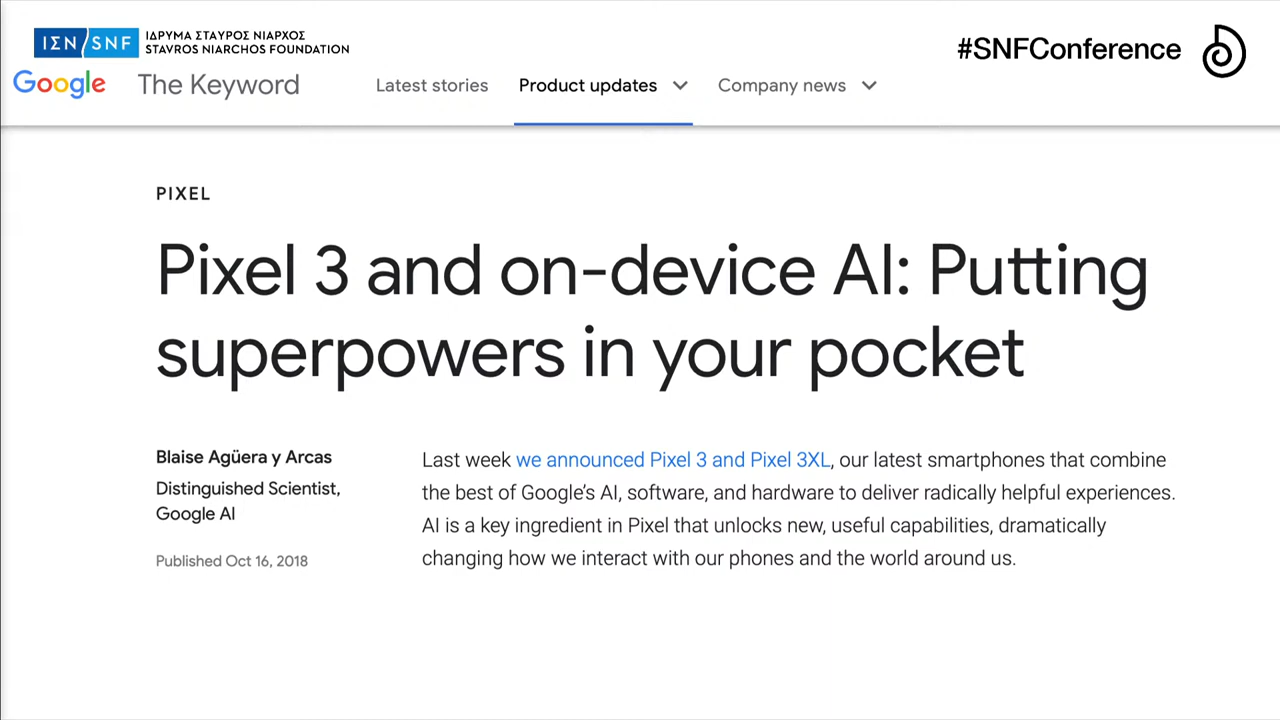 ΙΣΝ/SNF ΙΔΡΥΜΑ ΣΤΑΥΡΟΣ ΝΙΑΡΧΟΣ
STAVROS NIARCHOS FOUNDATION
#SNFConference
Google The Keyword Latest stories Product updates Company news
PIXEL
Pixel 3 and on-device AI: Putting
superpowers in your pocket
Blaise Agüera y Arcas
Distinguished Scientist,
Google AI
Published Oct 16, 2018
Last week we announced Pixel 3 and Pixel 3XL, our latest smartphones that combine
the best of Google’s AI, software, and hardware to deliver radically helpful experiences.
AI is a key ingredient in Pixel that unlocks new, useful capabilities, dramatically
changing how we interact with our phones and the world around us.